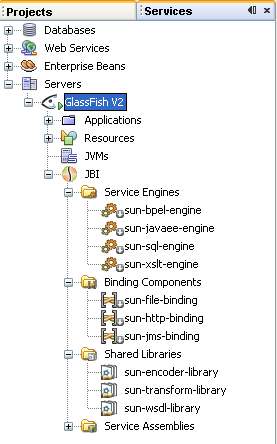 Projects Services
Databases
Web Services
Enterprise Beans
Servers
GlassFish V2
Applications
Resources
JVMs
JBI
Service Engines
sun-bpel-engine
sun-javaee-engine
sun-sql-engine
sun-xslt-engine
Binding Components
sun-file-binding
sun-http-binding
sun-jms-binding
Shared Libraries
sun-encoder-library
sun-transform-library
sun-wsdl-library
Service Assemblies